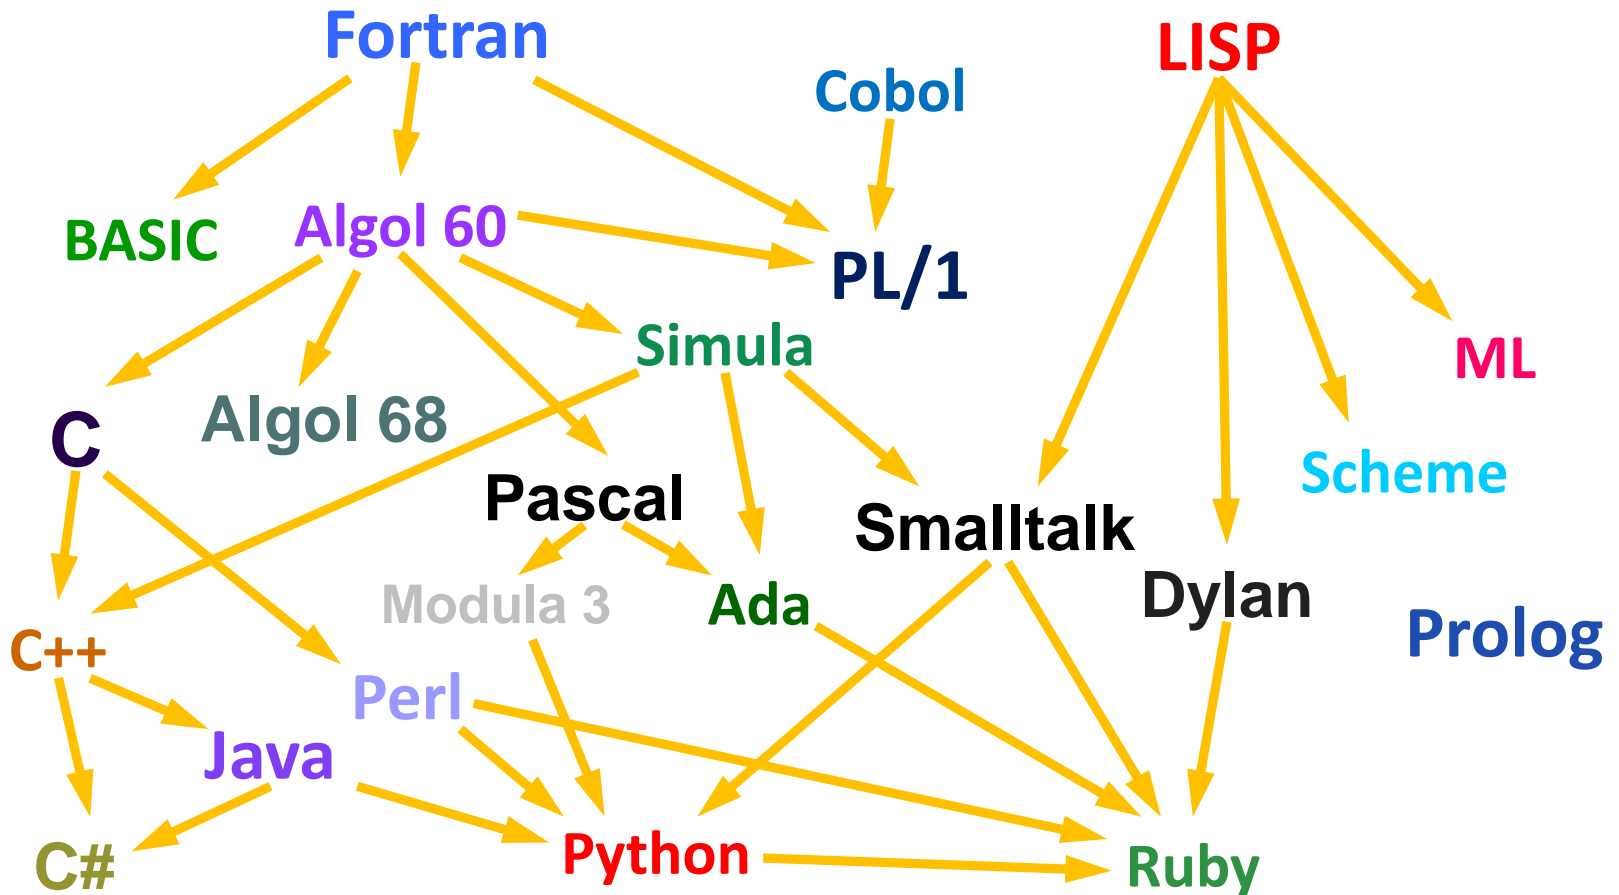 Fortran
LISP
Cobol
BASIC
Algol 60
PL/1
Simula
ML
C
Algol 68
Scheme
Pascal
Smalltalk
Modula 3
Ada
Dylan
Prolog
C++
Perl
Java
C#
Python
Ruby